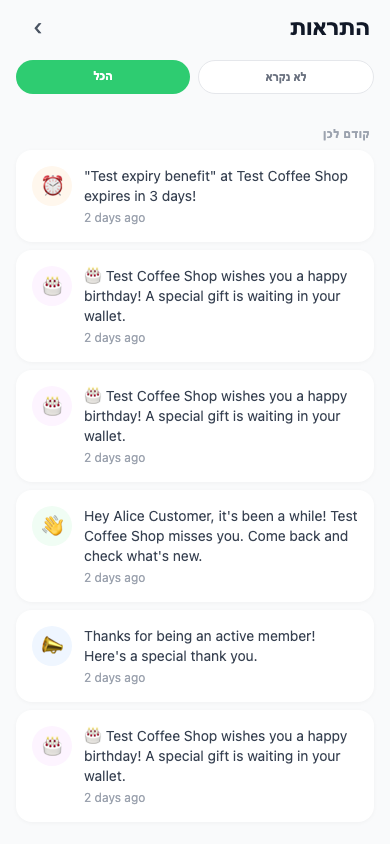 התראות
הכל
לא נקרא
קודם לכן
"Test expiry benefit" at Test Coffee Shop
expires in 3 days!
2 days ago
🎂 Test Coffee Shop wishes you a happy
birthday! A special gift is waiting in your
wallet.
2 days ago
🎂 Test Coffee Shop wishes you a happy
birthday! A special gift is waiting in your
wallet.
2 days ago
Hey Alice Customer, it's been a while! Test
Coffee Shop misses you. Come back and
check what's new.
2 days ago
Thanks for being an active member!
Here's a special thank you.
2 days ago
🎂 Test Coffee Shop wishes you a happy
birthday! A special gift is waiting in your
wallet.
2 days ago